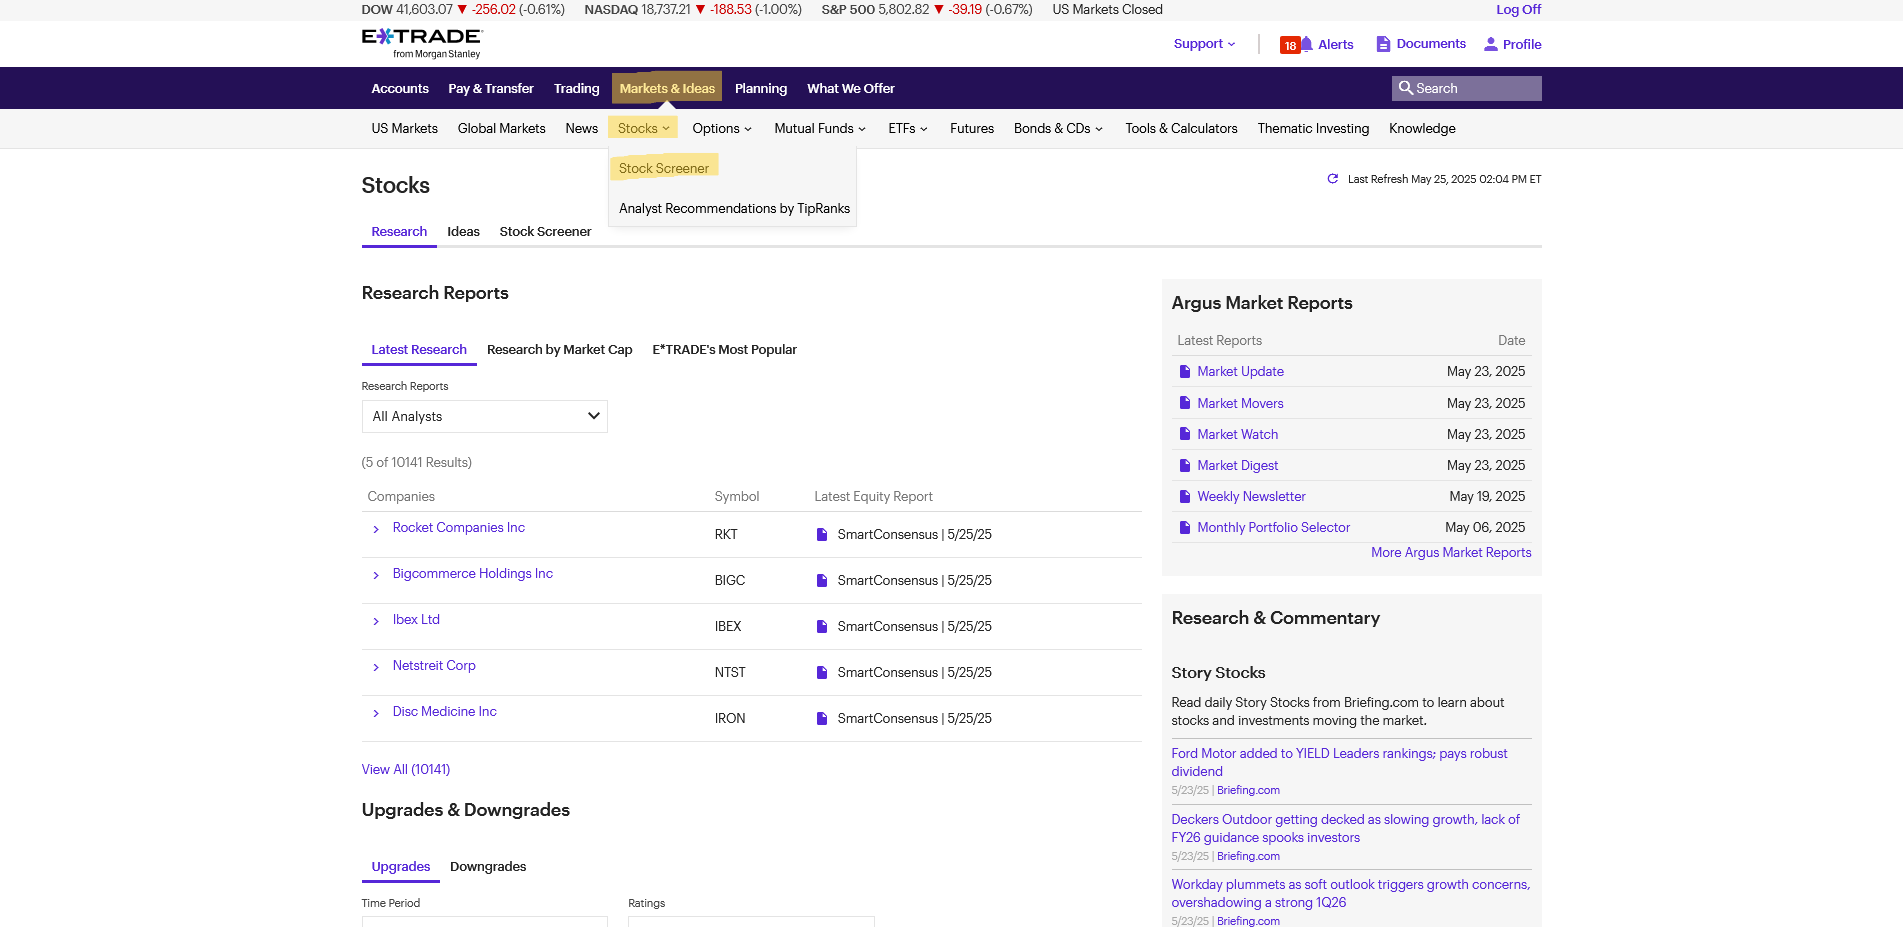 DOW 41,603.07 ▼ -256.02 (-0.61%) NASDAQ 18,737.21 ▼ -188.53 (-1.00%) S&P 500 5,802.82 ▼ -39.19 (-0.67%) US Markets Closed Log Off
E*TRADE
from Morgan Stanley
Support 18 Alerts Documents Profile
Accounts Pay & Transfer Trading Markets & Ideas Planning What We Offer Search
US Markets Global Markets News Stocks Options Mutual Funds ETFs Futures Bonds & CDs Tools & Calculators Thematic Investing Knowledge
Stock Screener
Analyst Recommendations by TipRanks
Stocks
Last Refresh May 25, 2025 02:04 PM ET
Research Ideas Stock Screener
Research Reports
Latest Research Research by Market Cap E*TRADE's Most Popular
Research Reports
All Analysts
(5 of 10141 Results)
Companies Symbol Latest Equity Report
Rocket Companies Inc RKT SmartConsensus | 5/25/25
Bigcommerce Holdings Inc BIGC SmartConsensus | 5/25/25
Ibex Ltd IBEX SmartConsensus | 5/25/25
Netstreit Corp NTST SmartConsensus | 5/25/25
Disc Medicine Inc IRON SmartConsensus | 5/25/25
View All (10141)
Upgrades & Downgrades
Upgrades Downgrades
Time Period Ratings
Argus Market Reports
Latest Reports Date
Market Update May 23, 2025
Market Movers May 23, 2025
Market Watch May 23, 2025
Market Digest May 23, 2025
Weekly Newsletter May 19, 2025
Monthly Portfolio Selector May 06, 2025
More Argus Market Reports
Research & Commentary
Story Stocks
Read daily Story Stocks from Briefing.com to learn about
stocks and investments moving the market.
Ford Motor added to YIELD Leaders rankings; pays robust
dividend
5/23/25 | Briefing.com
Deckers Outdoor getting decked as slowing growth, lack of
FY26 guidance spooks investors
5/23/25 | Briefing.com
Workday plummets as soft outlook triggers growth concerns,
overshadowing a strong 1Q26
5/23/25 | Briefing.com